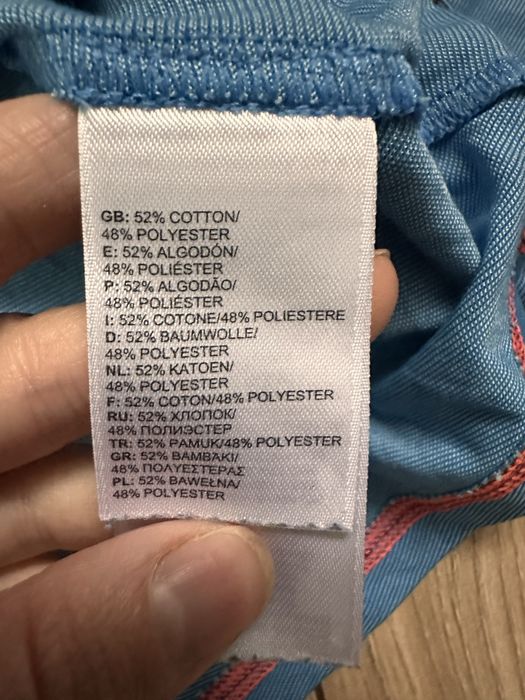 GB: 52% COTTON/
48% POLYESTER
E: 52% ALGODÓN/
48% POLIÉSTER
P: 52% ALGODÃO/
48% POLIÉSTER
I: 52% COTONE/48% POLIESTERE
D: 52% BAUMWOLLE/
48% POLYESTER
NL: 52% KATOEN/
48% POLYESTER
F: 52% COTON/48% POLYESTER
RU: 52% ХЛОПОК/
48% ПОЛИЭСТЕР
TR: 52% PAMUK/48% POLYESTER
GR: 52% ΒΑΜΒΑΚΙ/
48% ΠΟΛΥΕΣΤΕΡΑΣ
PL: 52% BAWEŁNA/
48% POLYESTER